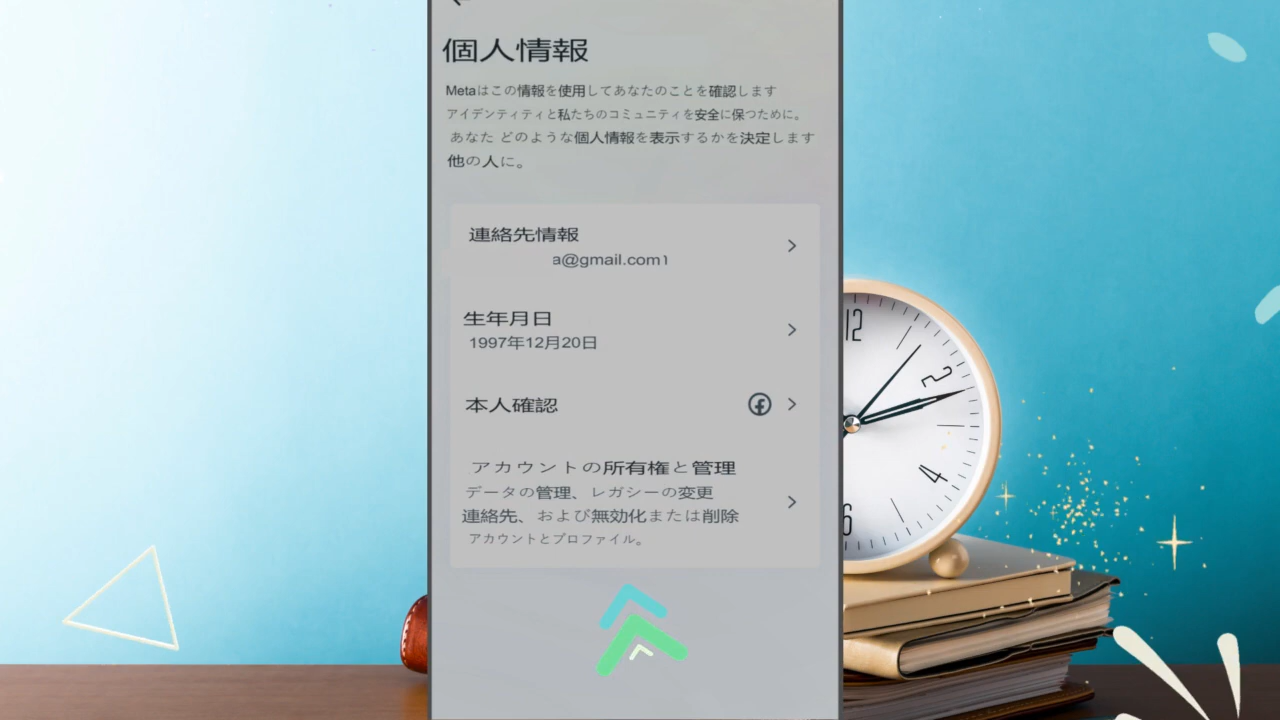 個人情報
Metaはこの情報を使用してあなたのことを確認します
アイデンティティと私たちのコミュニティを安全に保つために。
あなた どのような個人情報を表示するかを決定します
他の人に。
連絡先情報
a@gmail.com1
生年月日
1997年12月20日
本人確認
アカウントの所有権と管理
データの管理、レガシーの変更
連絡先、および無効化または削除
アカウントとプロファイル。
12
2
4
6